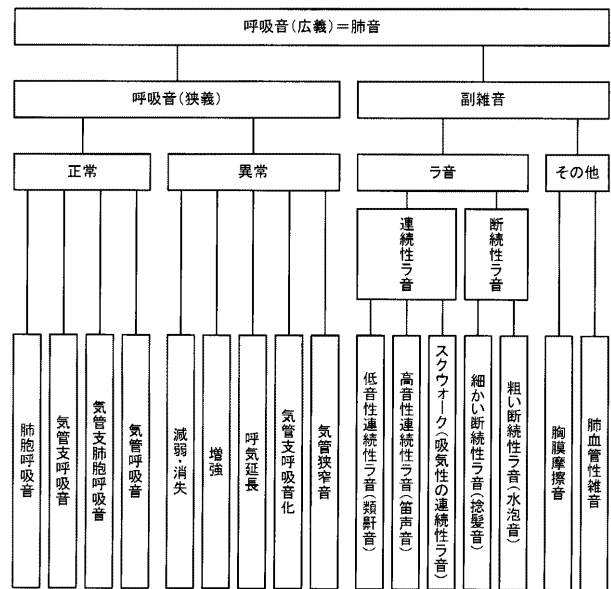 呼吸音(広義)=肺音
呼吸音(狭義)
副雑音
正常
異常
ラ音
その他
連続性ラ音
断続性ラ音
肺胞呼吸音
気管支呼吸音
気管支肺胞呼吸音
気管呼吸音
減弱・消失
増強
呼気延長
気管支呼吸音化
気管狭窄音
低音性連続性ラ音(類鼾音)
高音性連続性ラ音(笛声音)
スクウォーク(吸気性の連続性ラ音)
細かい断続性ラ音(捻髪音)
粗い断続性ラ音(水泡音)
胸膜摩擦音
肺血管性雑音